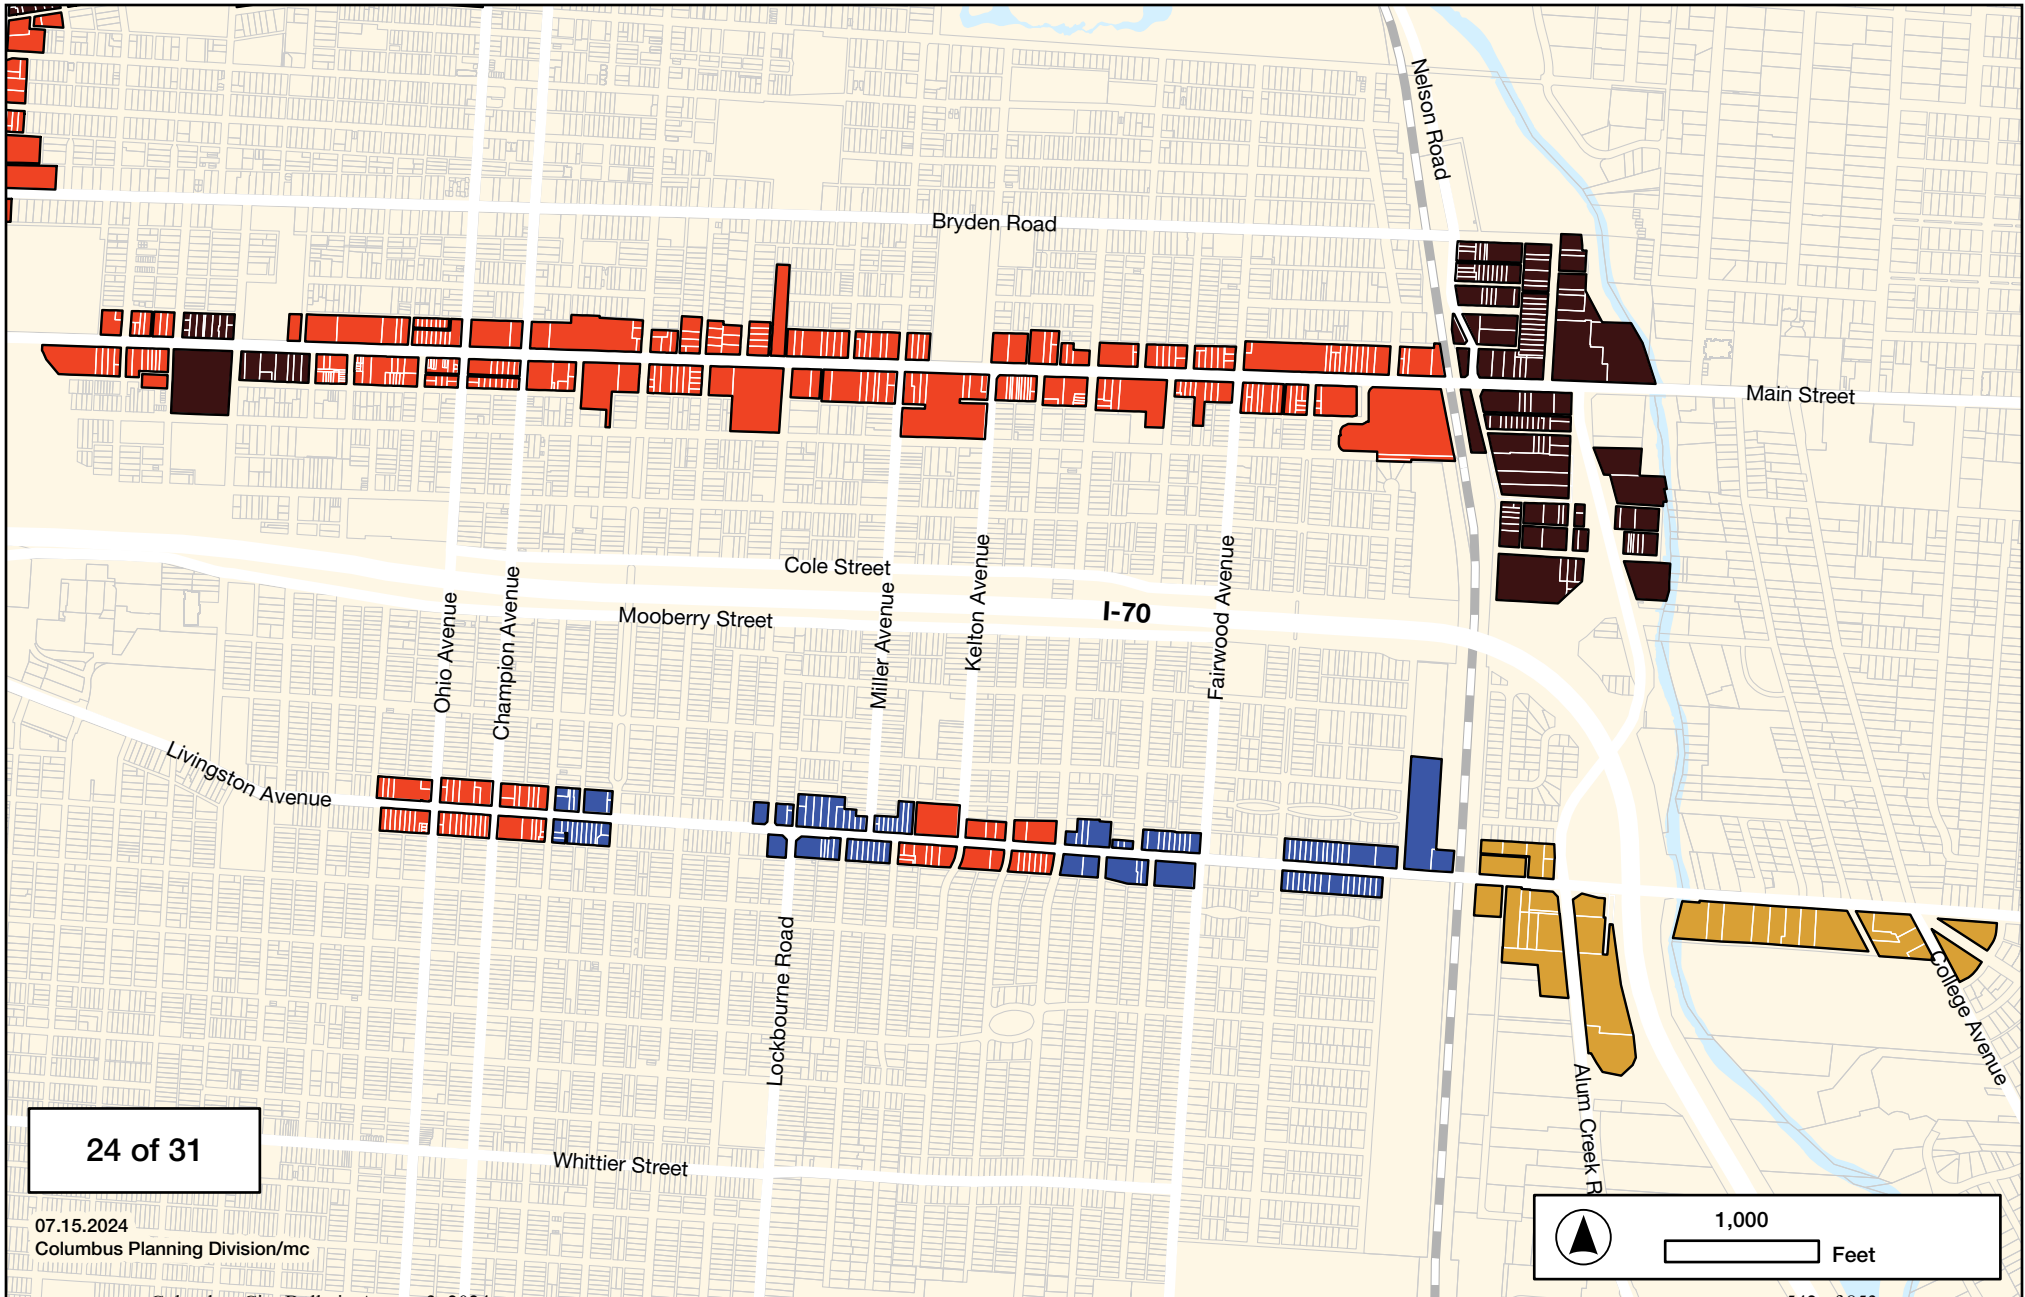 Nelson Road
Bryden Road
Main Street
Cole Street
Mooberry Street
I-70
Ohio Avenue
Champion Avenue
Miller Avenue
Kelton Avenue
Fairwood Avenue
Livingston Avenue
Lockbourne Road
College Avenue
Alum Creek R
Whittier Street
24 of 31
07.15.2024
Columbus Planning Division/mc
1,000
Feet